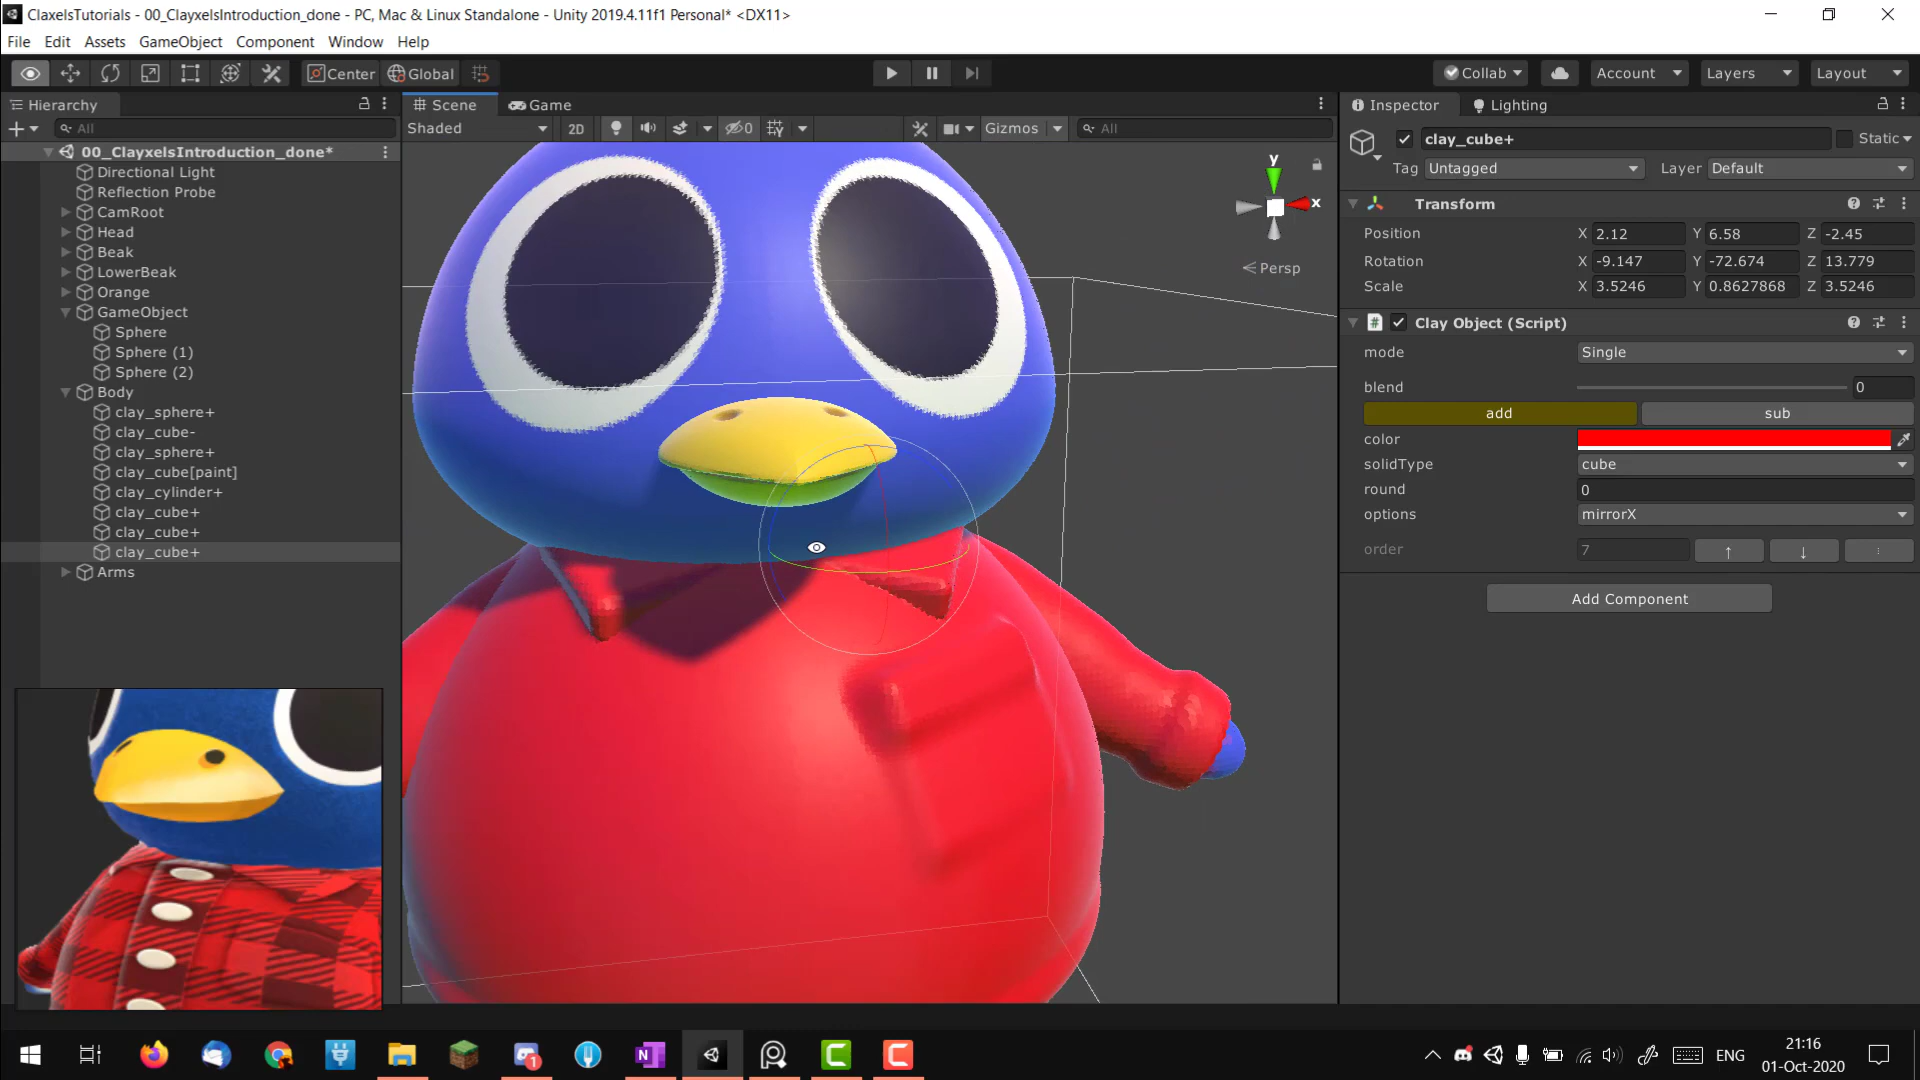 ClaxelsTutorials - 00_ClayxelsIntroduction_done - PC, Mac & Linux Standalone - Unity 2019.4.11f1 Personal* <DX11>
File Edit Assets GameObject Component Window Help
Center Global Collab Account Layers Layout
Hierarchy
All
00_ClayxelsIntroduction_done*
Directional Light
Reflection Probe
CamRoot
Head
Beak
LowerBeak
Orange
GameObject
Sphere
Sphere (1)
Sphere (2)
Body
clay_sphere+
clay_cube-
clay_sphere+
clay_cube[paint]
clay_cylinder+
clay_cube+
clay_cube+
clay_cube+
Arms
Scene Game
Shaded 2D 0 Gizmos All
y
x
Persp
Inspector Lighting
clay_cube+ Static
Tag Untagged Layer Default
Transform
Position X 2.12 Y 6.58 Z -2.45
Rotation X -9.147 Y -72.674 Z 13.779
Scale X 3.5246 Y 0.8627868 Z 3.5246
Clay Object (Script)
mode Single
blend 0
add sub
color
solidType cube
round 0
options mirrorX
order 7 ↑ ↓ :
Add Component
1
N
ENG
21:16
01-Oct-2020